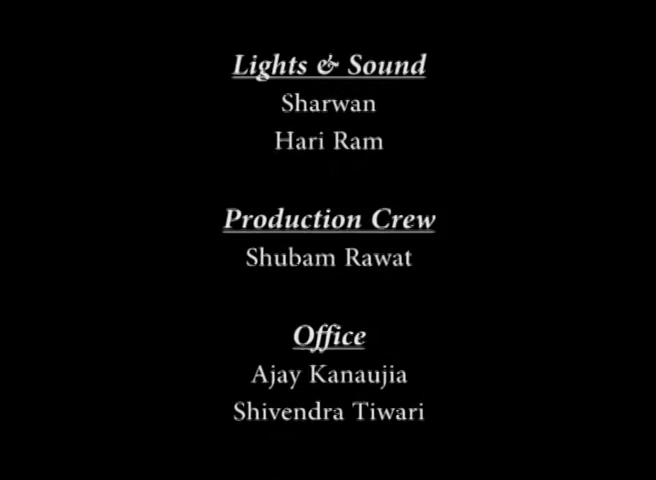 Lights & Sound
Sharwan
Hari Ram
Production Crew
Shubam Rawat
Office
Ajay Kanaujia
Shivendra Tiwari